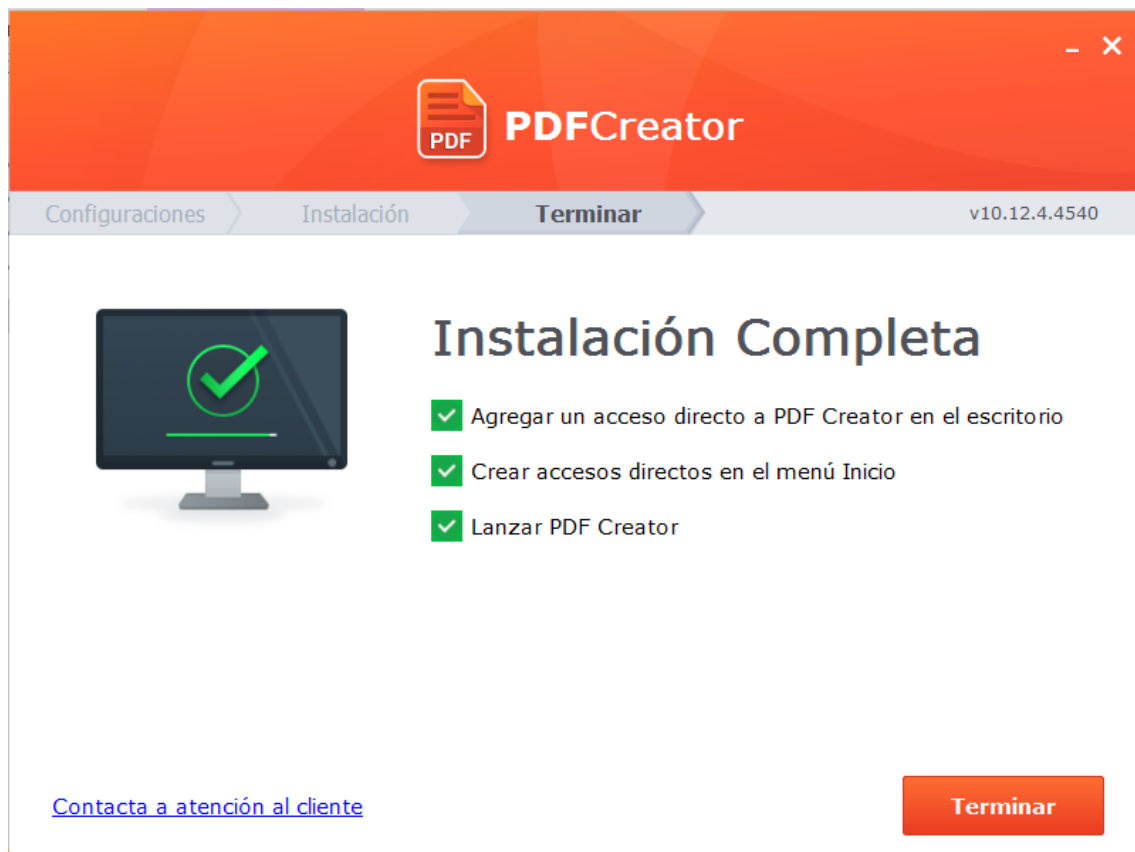 PDF
PDFCreator
Configuraciones
Instalación
Terminar
v10.12.4.4540
Instalación Completa
Agregar un acceso directo a PDF Creator en el escritorio
Crear accesos directos en el menú Inicio
Lanzar PDF Creator
Contacta a atención al cliente
Terminar